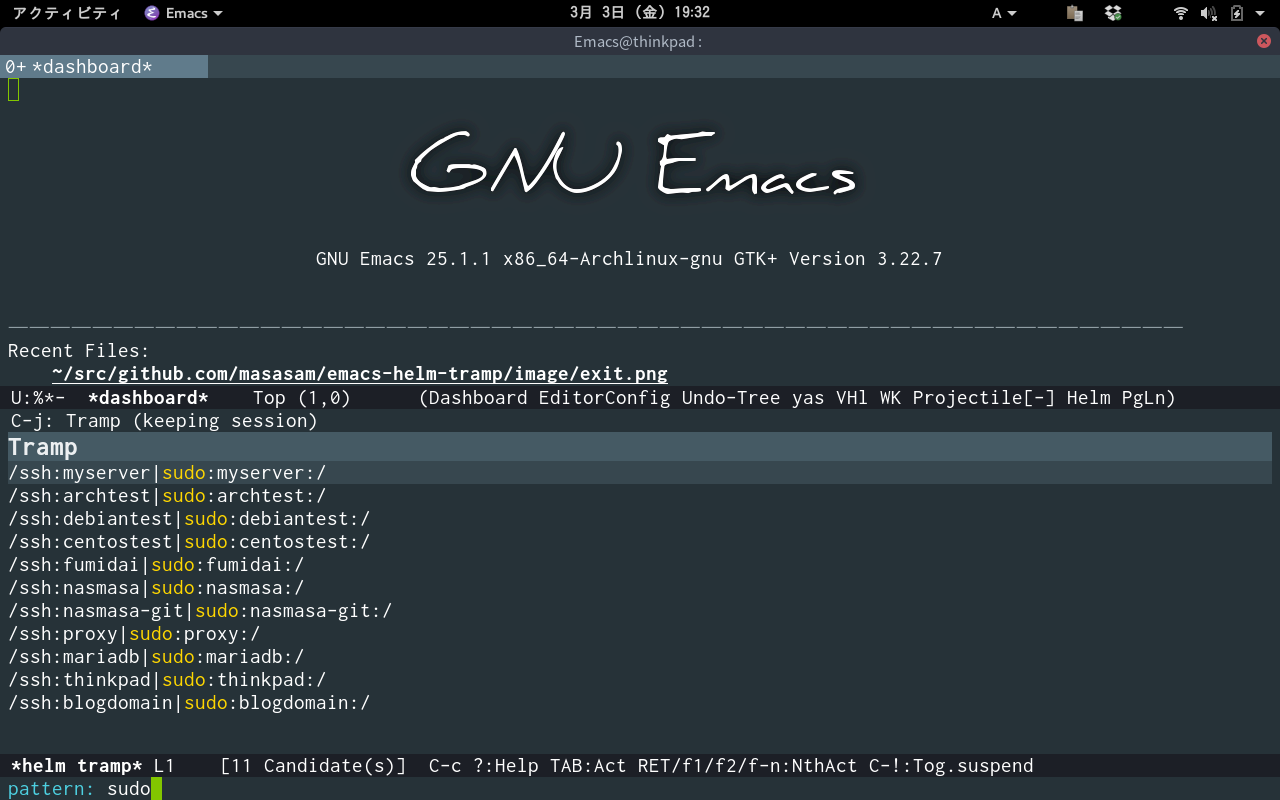 アクティビティ Emacs 3月 3日 (金) 19:32 A
Emacs@thinkpad:
0+ *dashboard*
GNU Emacs
GNU Emacs 25.1.1 x86_64-Archlinux-gnu GTK+ Version 3.22.7
Recent Files:
~/src/github.com/masasam/emacs-helm-tramp/image/exit.png
U:%*- *dashboard* Top (1,0) (Dashboard EditorConfig Undo-Tree yas VHl WK Projectile[-] Helm PgLn)
C-j: Tramp (keeping session)
Tramp
/ssh:myserver|sudo:myserver:/
/ssh:archtest|sudo:archtest:/
/ssh:debiantest|sudo:debiantest:/
/ssh:centostest|sudo:centostest:/
/ssh:fumidai|sudo:fumidai:/
/ssh:nasmasa|sudo:nasmasa:/
/ssh:nasmasa-git|sudo:nasmasa-git:/
/ssh:proxy|sudo:proxy:/
/ssh:mariadb|sudo:mariadb:/
/ssh:thinkpad|sudo:thinkpad:/
/ssh:blogdomain|sudo:blogdomain:/
*helm tramp* L1 [11 Candidate(s)] C-c ?:Help TAB:Act RET/f1/f2/f-n:NthAct C-!:Tog.suspend
pattern: sudo